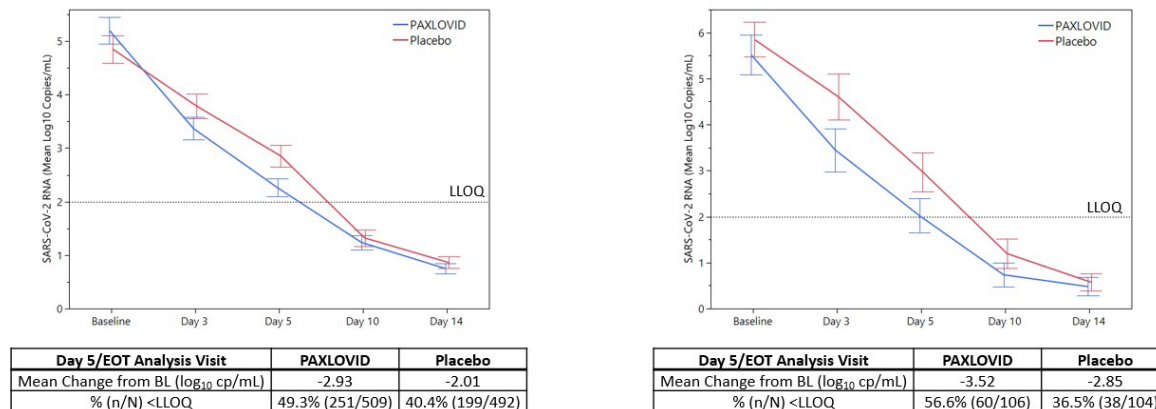 PAXLOVID
Placebo
SARS-CoV-2 RNA (Mean Log10 Copies/mL)
5
4
3
2
1
0
LLOQ
Baseline Day 3 Day 5 Day 10 Day 14
Day 5/EOT Analysis Visit PAXLOVID Placebo
Mean Change from BL (log10 cp/mL) -2.93 -2.01
% (n/N) <LLOQ 49.3% (251/509) 40.4% (199/492)
PAXLOVID
Placebo
SARS-CoV-2 RNA (Mean Log10 Copies/mL)
6
5
4
3
2
1
0
LLOQ
Baseline Day 3 Day 5 Day 10 Day 14
Day 5/EOT Analysis Visit PAXLOVID Placebo
Mean Change from BL (log10 cp/mL) -3.52 -2.85
% (n/N) <LLOQ 56.6% (60/106) 36.5% (38/104)